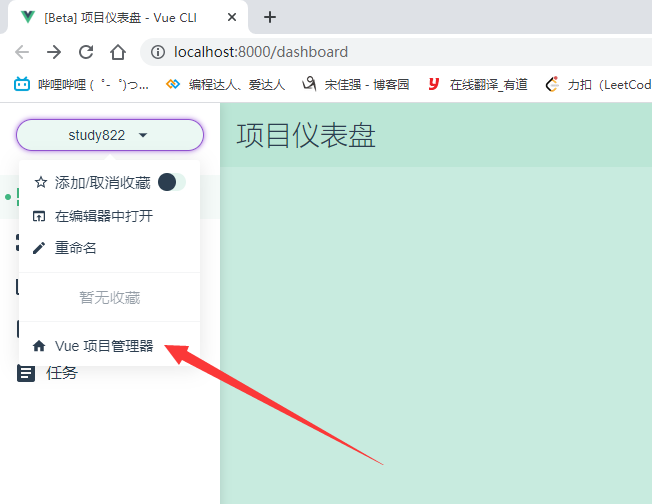 [Beta] 项目仪表盘 - Vue CLI
localhost:8000/dashboard
哔哩哔哩 ( ゜- ゜)つ... 编程达人、爱达人 宋佳强 - 博客园 在线翻译_有道 力扣（LeetCod
study822
项目仪表盘
添加/取消收藏
在编辑器中打开
重命名
暂无收藏
Vue 项目管理器
任务